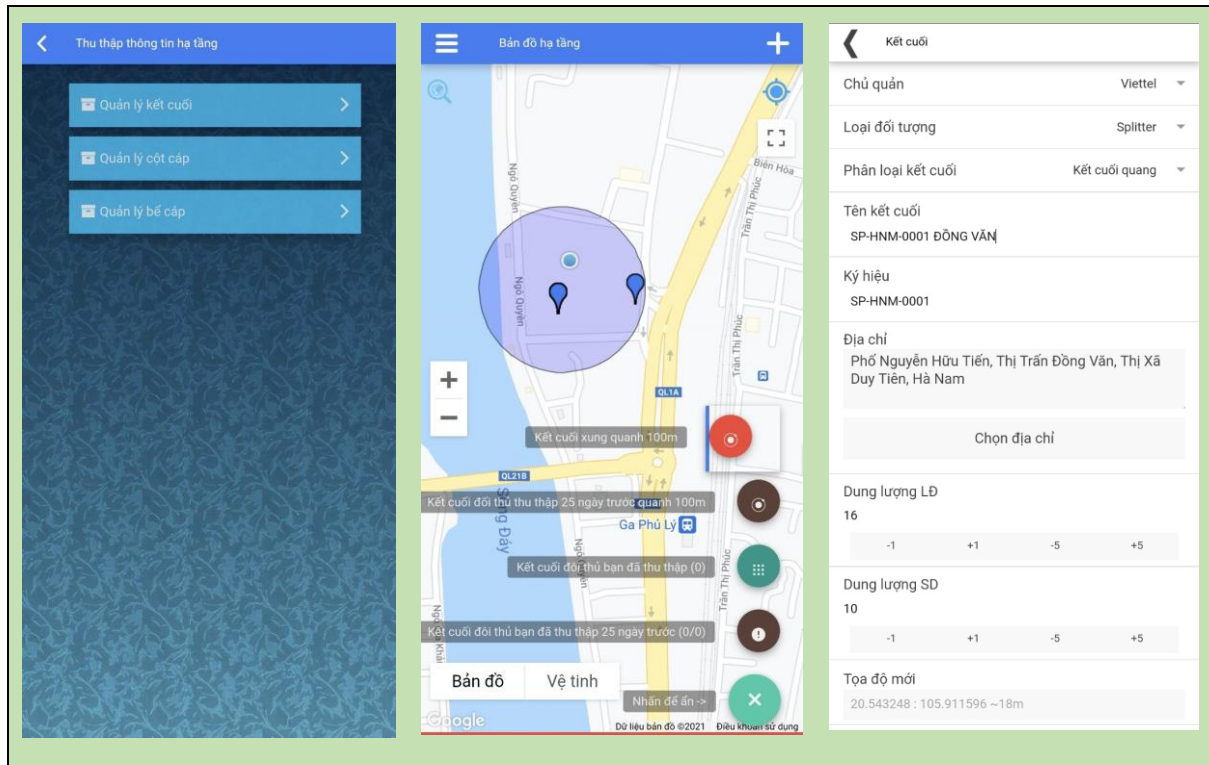 Thu thập thông tin hạ tầng
Quản lý kết cuối
Quản lý cột cáp
Quản lý bể cáp
Bản đồ hạ tầng
Biên Hòa
Ngô Quyền
Trần Thị Phúc
Ngô Quyền
Trần Thị Phúc
+
−
QL1A
Kết cuối xung quanh 100m
QL21B
Kết cuối đối thủ thu thập 25 ngày trước quanh 100m
Sông Đáy
Ga Phủ Lý
Ngô Quyền
Kết cuối đối thủ bạn đã thu thập (0)
Trần Thị Phúc
Kết cuối đôi thủ bạn đã thu thập 25 ngày trước (0/0)
Bản đồ Vệ tinh
Nhấn để ẩn ->
Google
Dữ liệu bản đồ ©2021 Điều khoản sử dụng
Kết cuối
Chủ quản Viettel
Loại đối tượng Splitter
Phân loại kết cuối Kết cuối quang
Tên kết cuối
SP-HNM-0001 ĐỒNG VĂN
Ký hiệu
SP-HNM-0001
Địa chỉ
Phố Nguyễn Hữu Tiến, Thị Trấn Đồng Văn, Thị Xã
Duy Tiên, Hà Nam
Chọn địa chỉ
Dung lượng LĐ
16
-1 +1 -5 +5
Dung lượng SD
10
-1 +1 -5 +5
Tọa độ mới
20.543248 : 105.911596 ~18m